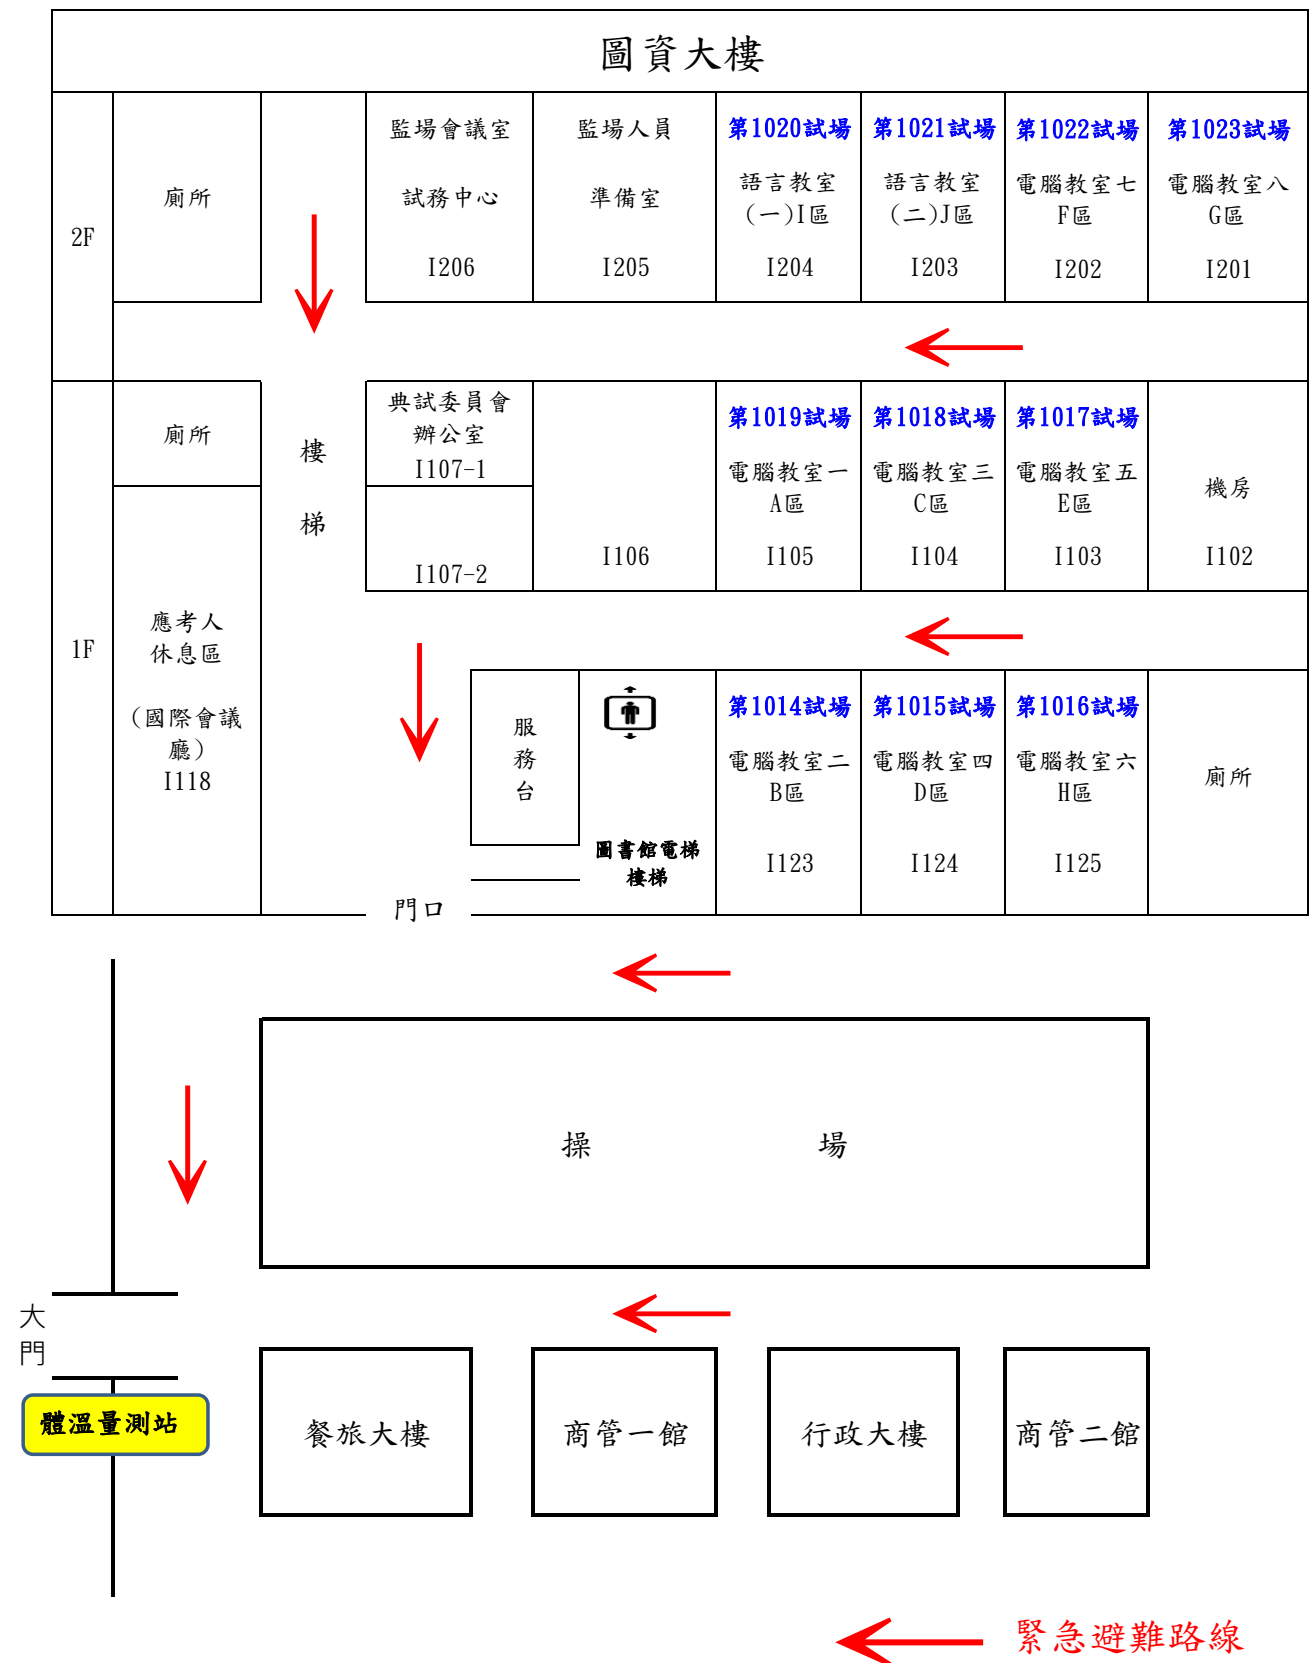 圖資大樓
2F
廁所
監場會議室
試務中心
I206
監場人員
準備室
I205
第1020試場
語言教室
(一)I區
I204
第1021試場
語言教室
(二)J區
I203
第1022試場
電腦教室七
F區
I202
第1023試場
電腦教室八
G區
I201
1F
廁所
樓
梯
典試委員會
辦公室
I107-1
I107-2
I106
第1019試場
電腦教室一
A區
I105
第1018試場
電腦教室三
C區
I104
第1017試場
電腦教室五
E區
I103
機房
I102
應考人
休息區
(國際會議
廳)
I118
服
務
台
圖書館電梯
樓梯
第1014試場
電腦教室二
B區
I123
第1015試場
電腦教室四
D區
I124
第1016試場
電腦教室六
H區
I125
廁所
門口
操 場
大
門
體溫量測站
餐旅大樓
商管一館
行政大樓
商管二館
緊急避難路線